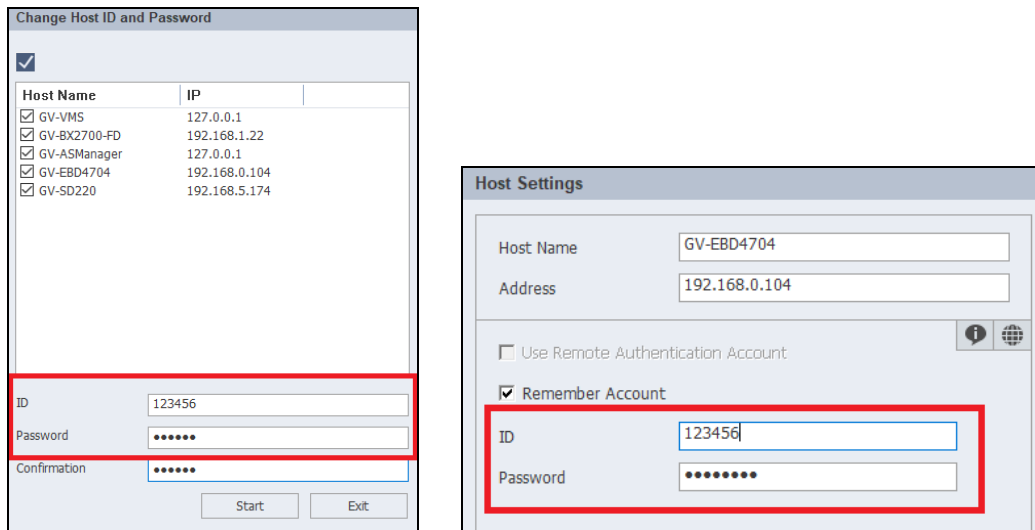 Change Host ID and Password
Host Name IP
GV-VMS 127.0.0.1
GV-BX2700-FD 192.168.1.22
GV-ASManager 127.0.0.1
GV-EBD4704 192.168.0.104
GV-SD220 192.168.5.174
ID 123456
Password ••••••
Confirmation ••••••
Start Exit
Host Settings
Host Name GV-EBD4704
Address 192.168.0.104
Use Remote Authentication Account
Remember Account
ID 123456
Password ••••••••